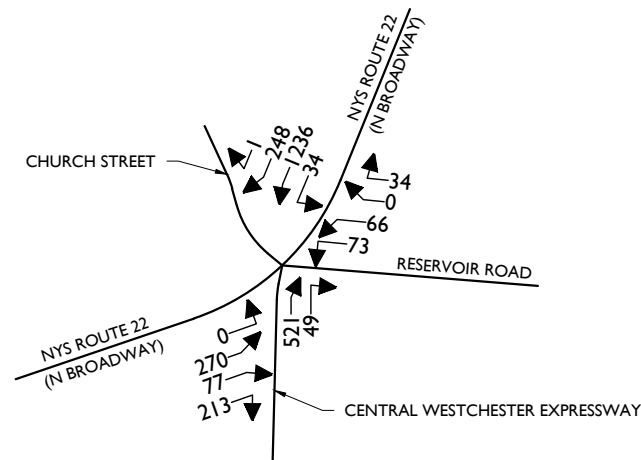 NYS ROUTE 22
(N BROADWAY)
1
248
1236
34
CHURCH STREET
34
0
66
73
RESERVOIR ROAD
NYS ROUTE 22
(N BROADWAY)
0
270
77
213
521
49
CENTRAL WESTCHESTER EXPRESSWAY